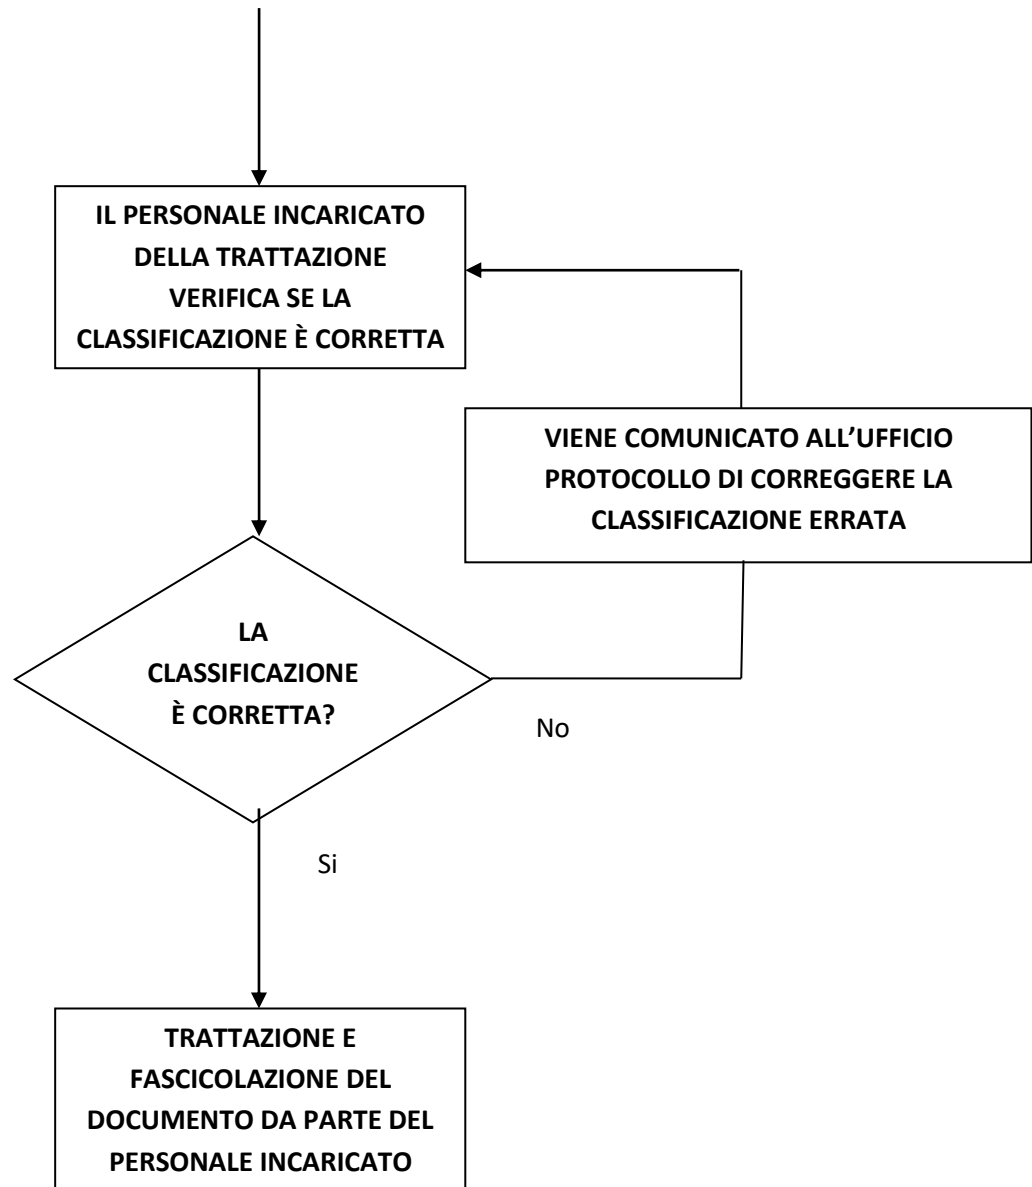 IL PERSONALE INCARICATO
DELLA TRATTAZIONE
VERIFICA SE LA
CLASSIFICAZIONE È CORRETTA
VIENE COMUNICATO ALL’UFFICIO
PROTOCOLLO DI CORREGGERE LA
CLASSIFICAZIONE ERRATA
LA
CLASSIFICAZIONE
È CORRETTA?
No
Si
TRATTAZIONE E
FASCICOLAZIONE DEL
DOCUMENTO DA PARTE DEL
PERSONALE INCARICATO